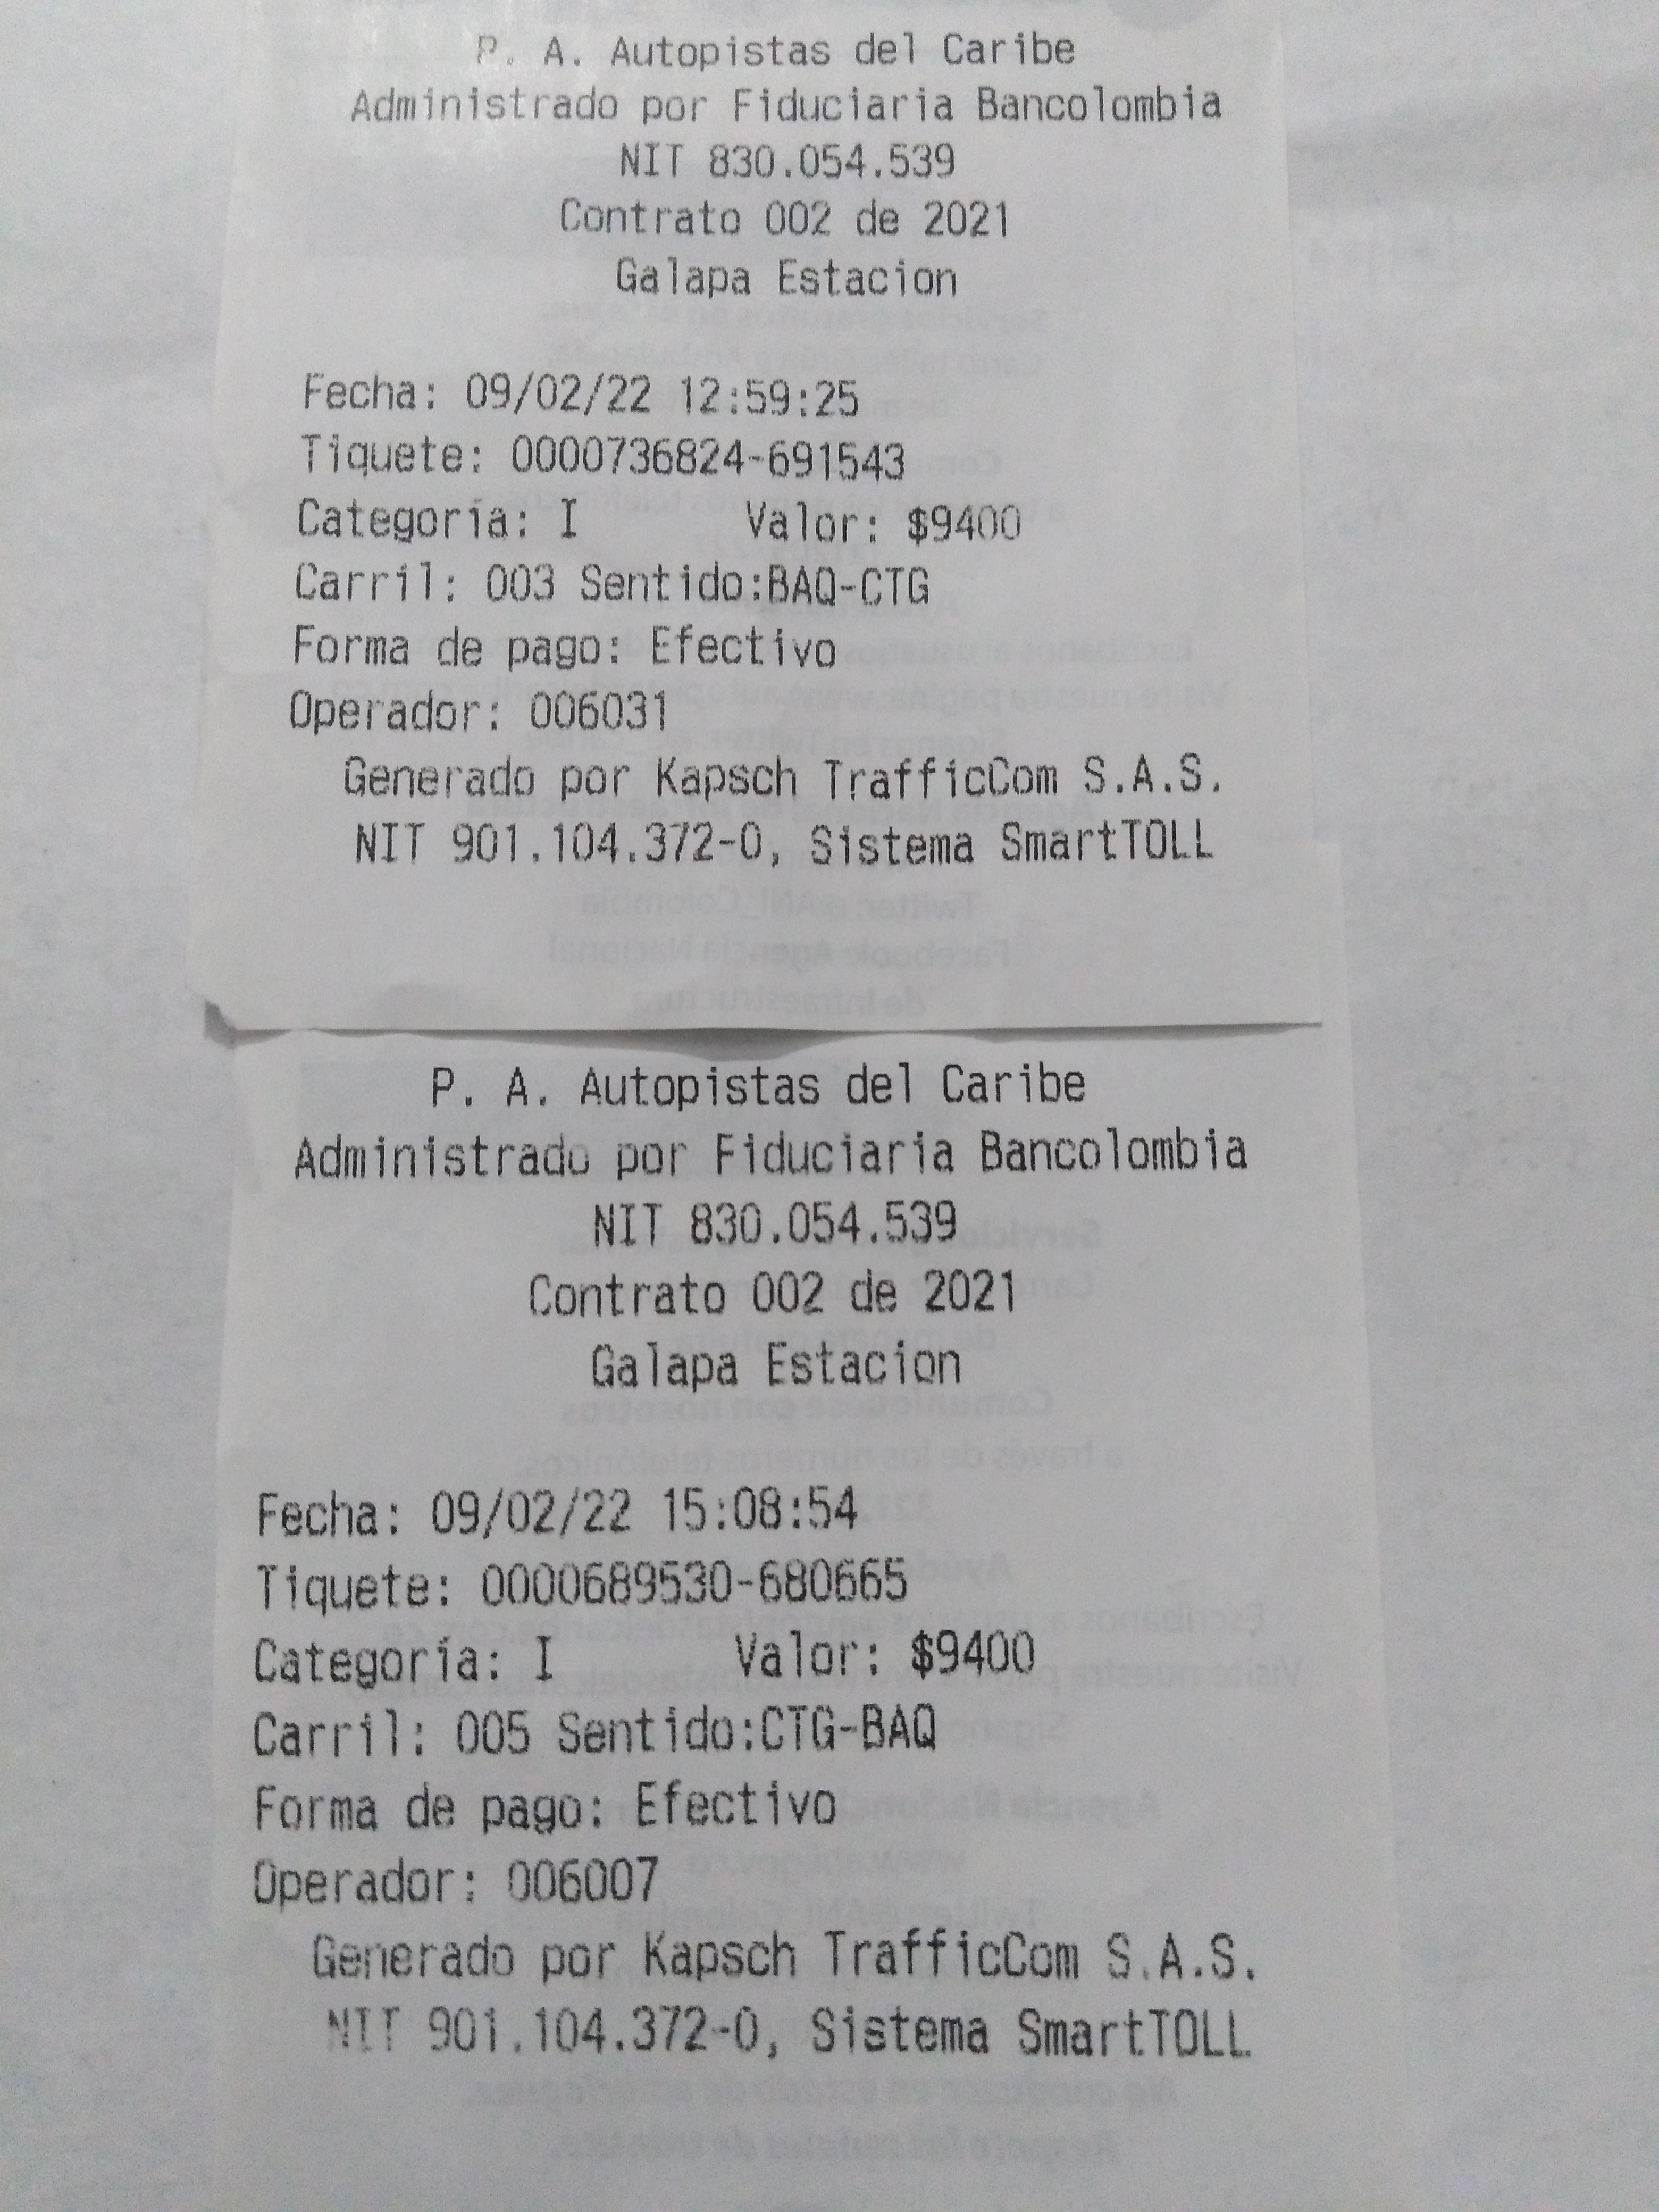 P. A. Autopistas del Caribe
Administrado por Fiduciaria Bancolombia
NIT 830.054.539
Contrato 002 de 2021
Galapa Estacion
Fecha: 09/02/22 12:59:25
Tiquete: 0000736824-691543
Categoría: I Valor: $9400
Carril: 003 Sentido:BAQ-CTG
Forma de pago: Efectivo
Operador: 006031
Generado por Kapsch TrafficCom S.A.S.
NIT 901.104.372-0, Sistema SmartTOLL
P. A. Autopistas del Caribe
Administrado por Fiduciaria Bancolombia
NIT 830.054.539
Contrato 002 de 2021
Galapa Estacion
Fecha: 09/02/22 15:08:54
Tiquete: 0000689530-680665
Categoría: I Valor: $9400
Carril: 005 Sentido:CTG-BAQ
Forma de pago: Efectivo
Operador: 006007
Generado por Kapsch TrafficCom S.A.S.
NIT 901.104.372-0, Sistema SmartTOLL